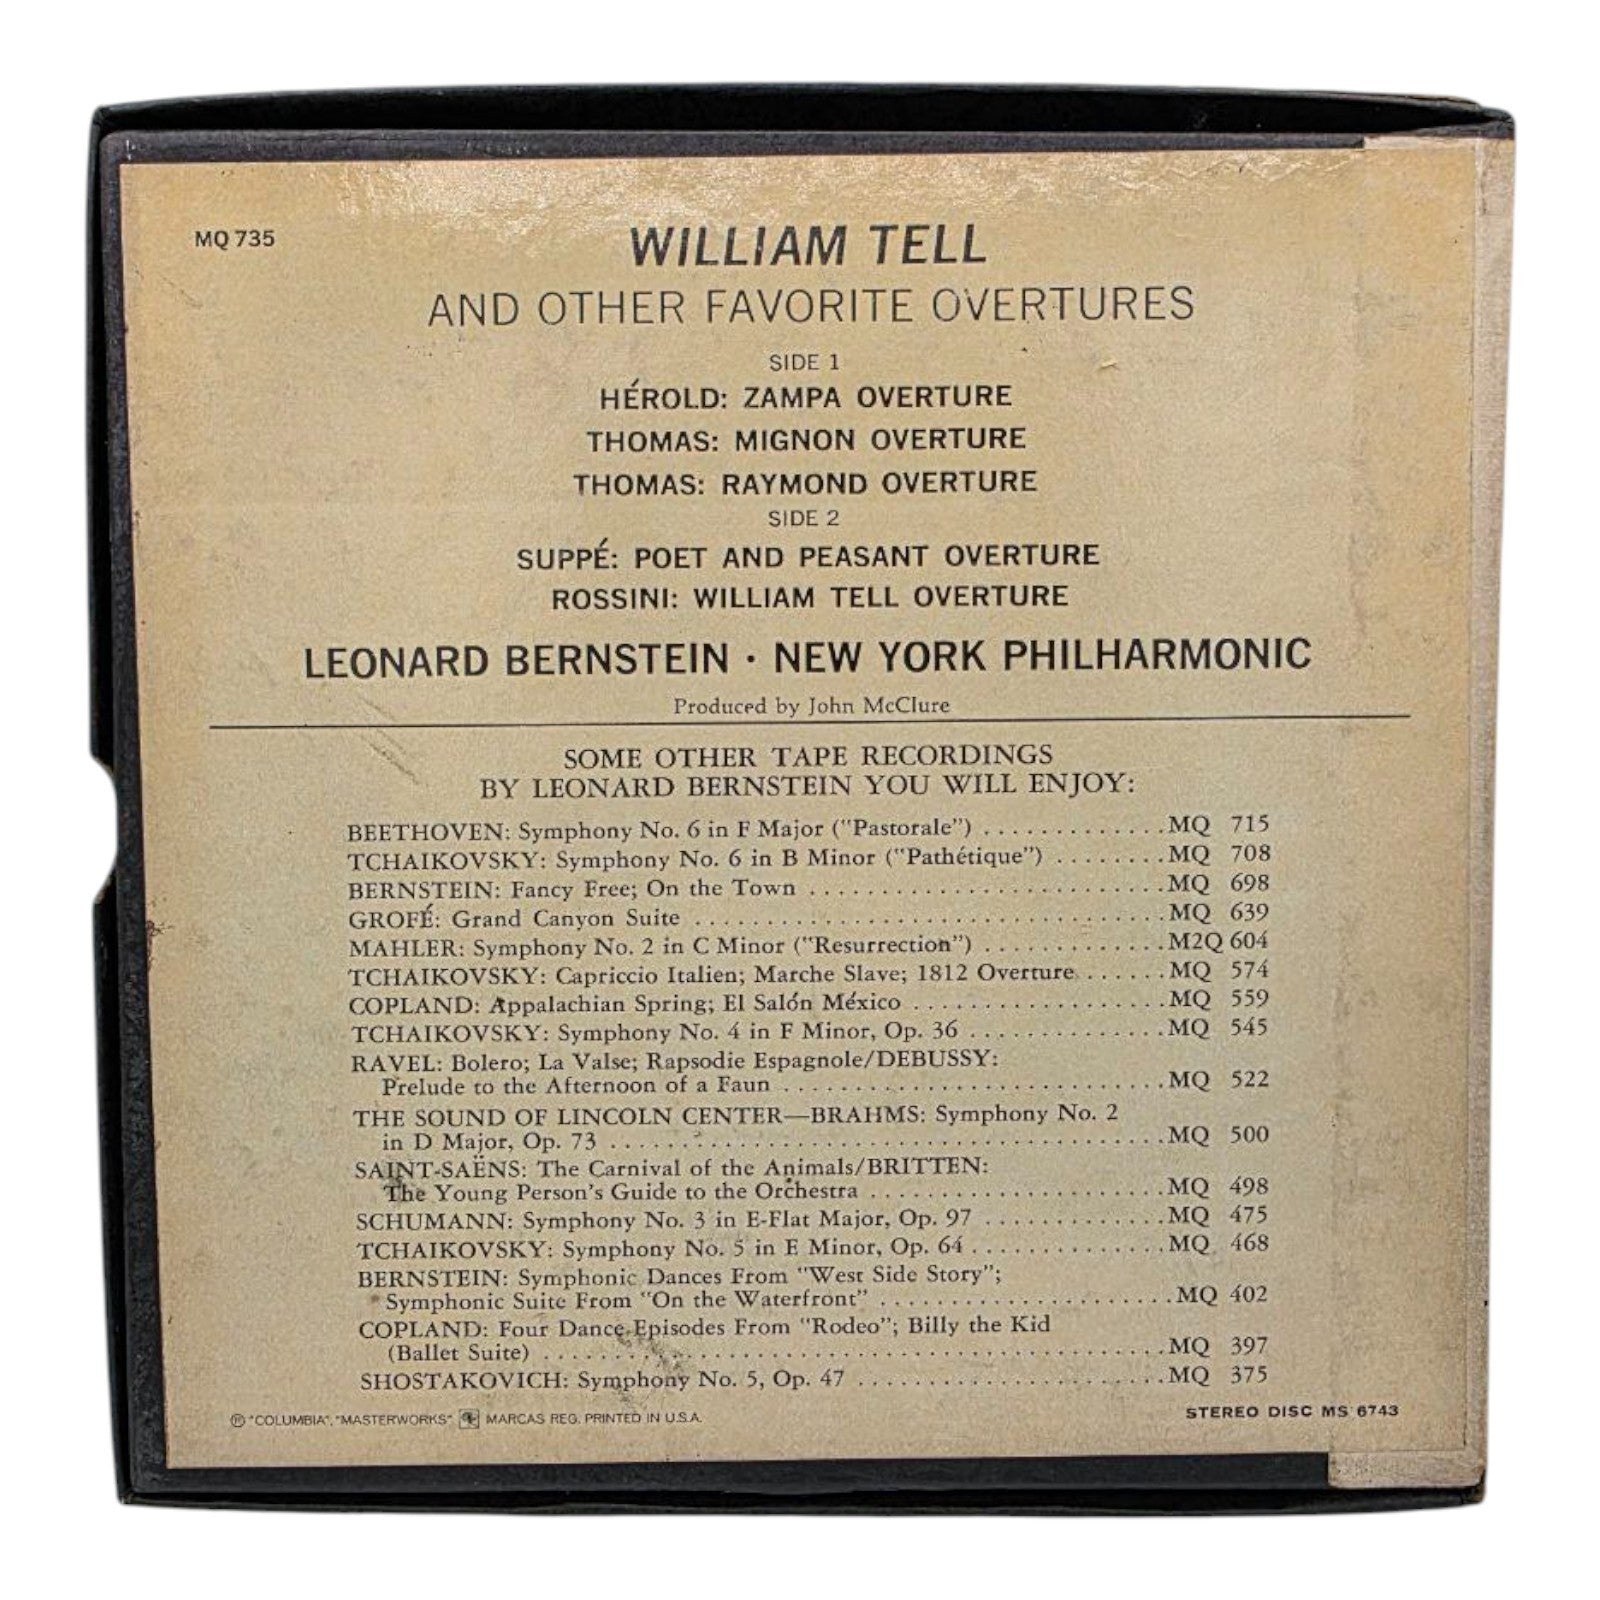 MQ 735
WILLIAM TELL
AND OTHER FAVORITE OVERTURES
SIDE 1
HÉROLD: ZAMPA OVERTURE
THOMAS: MIGNON OVERTURE
THOMAS: RAYMOND OVERTURE
SIDE 2
SUPPÉ: POET AND PEASANT OVERTURE
ROSSINI: WILLIAM TELL OVERTURE
LEONARD BERNSTEIN · NEW YORK PHILHARMONIC
Produced by John McClure
SOME OTHER TAPE RECORDINGS
BY LEONARD BERNSTEIN YOU WILL ENJOY:
BEETHOVEN: Symphony No. 6 in F Major ("Pastorale") .............MQ 715
TCHAIKOVSKY: Symphony No. 6 in B Minor ("Pathétique") ........MQ 708
BERNSTEIN: Fancy Free; On the Town ...........................MQ 698
GROFÉ: Grand Canyon Suite ....................................MQ 639
MAHLER: Symphony No. 2 in C Minor ("Resurrection") .............M2Q 604
TCHAIKOVSKY: Capriccio Italien; Marche Slave; 1812 Overture.......MQ 574
COPLAND: Appalachian Spring; El Salón México ...................MQ 559
TCHAIKOVSKY: Symphony No. 4 in F Minor, Op. 36 ...............MQ 545
RAVEL: Bolero; La Valse; Rapsodie Espagnole/DEBUSSY:
Prelude to the Afternoon of a Faun .............................MQ 522
THE SOUND OF LINCOLN CENTER—BRAHMS: Symphony No. 2
in D Major, Op. 73 ..........................................MQ 500
SAINT-SAËNS: The Carnival of the Animals/BRITTEN:
The Young Person's Guide to the Orchestra .......................MQ 498
SCHUMANN: Symphony No. 3 in E-Flat Major, Op. 97 ..............MQ 475
TCHAIKOVSKY: Symphony No. 5 in E Minor, Op. 64...............MQ 468
BERNSTEIN: Symphonic Dances From "West Side Story";
Symphonic Suite From "On the Waterfront" ......................MQ 402
COPLAND: Four Dance Episodes From "Rodeo"; Billy the Kid
(Ballet Suite) ...............................................MQ 397
SHOSTAKOVICH: Symphony No. 5, Op. 47 .......................MQ 375
Ⓟ "COLUMBIA", "MASTERWORKS" MARCAS REG. PRINTED IN U.S.A.
STEREO DISC MS 6743